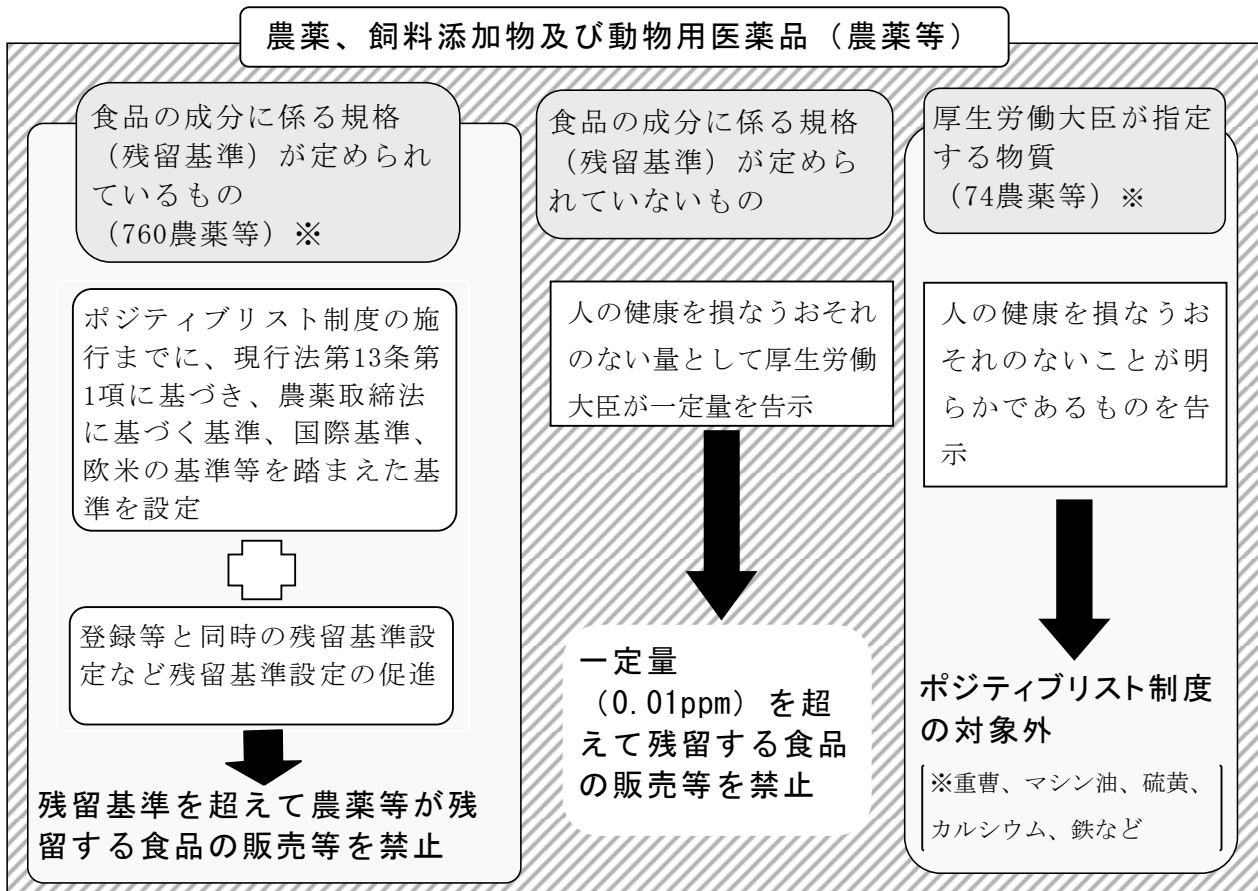 農薬、飼料添加物及び動物用医薬品（農薬等）
食品の成分に係る規格
（残留基準）が定められ
ているもの
（760農薬等）※
ポジティブリスト制度の施
行までに、現行法第13条第
1項に基づき、農薬取締法
に基づく基準、国際基準、
欧米の基準等を踏まえた基
準を設定
登録等と同時の残留基準設
定など残留基準設定の促進
残留基準を超えて農薬等が残
留する食品の販売等を禁止
食品の成分に係る規格
（残留基準）が定めら
れていないもの
人の健康を損なうおそれ
のない量として厚生労働
大臣が一定量を告示
一定量
（0.01ppm）を超
えて残留する食品
の販売等を禁止
厚生労働大臣が指定
する物質
（74農薬等）※
人の健康を損なうお
それのないことが明
らかであるものを告
示
ポジティブリスト制度
の対象外
※重曹、マシン油、硫黄、
カルシウム、鉄など